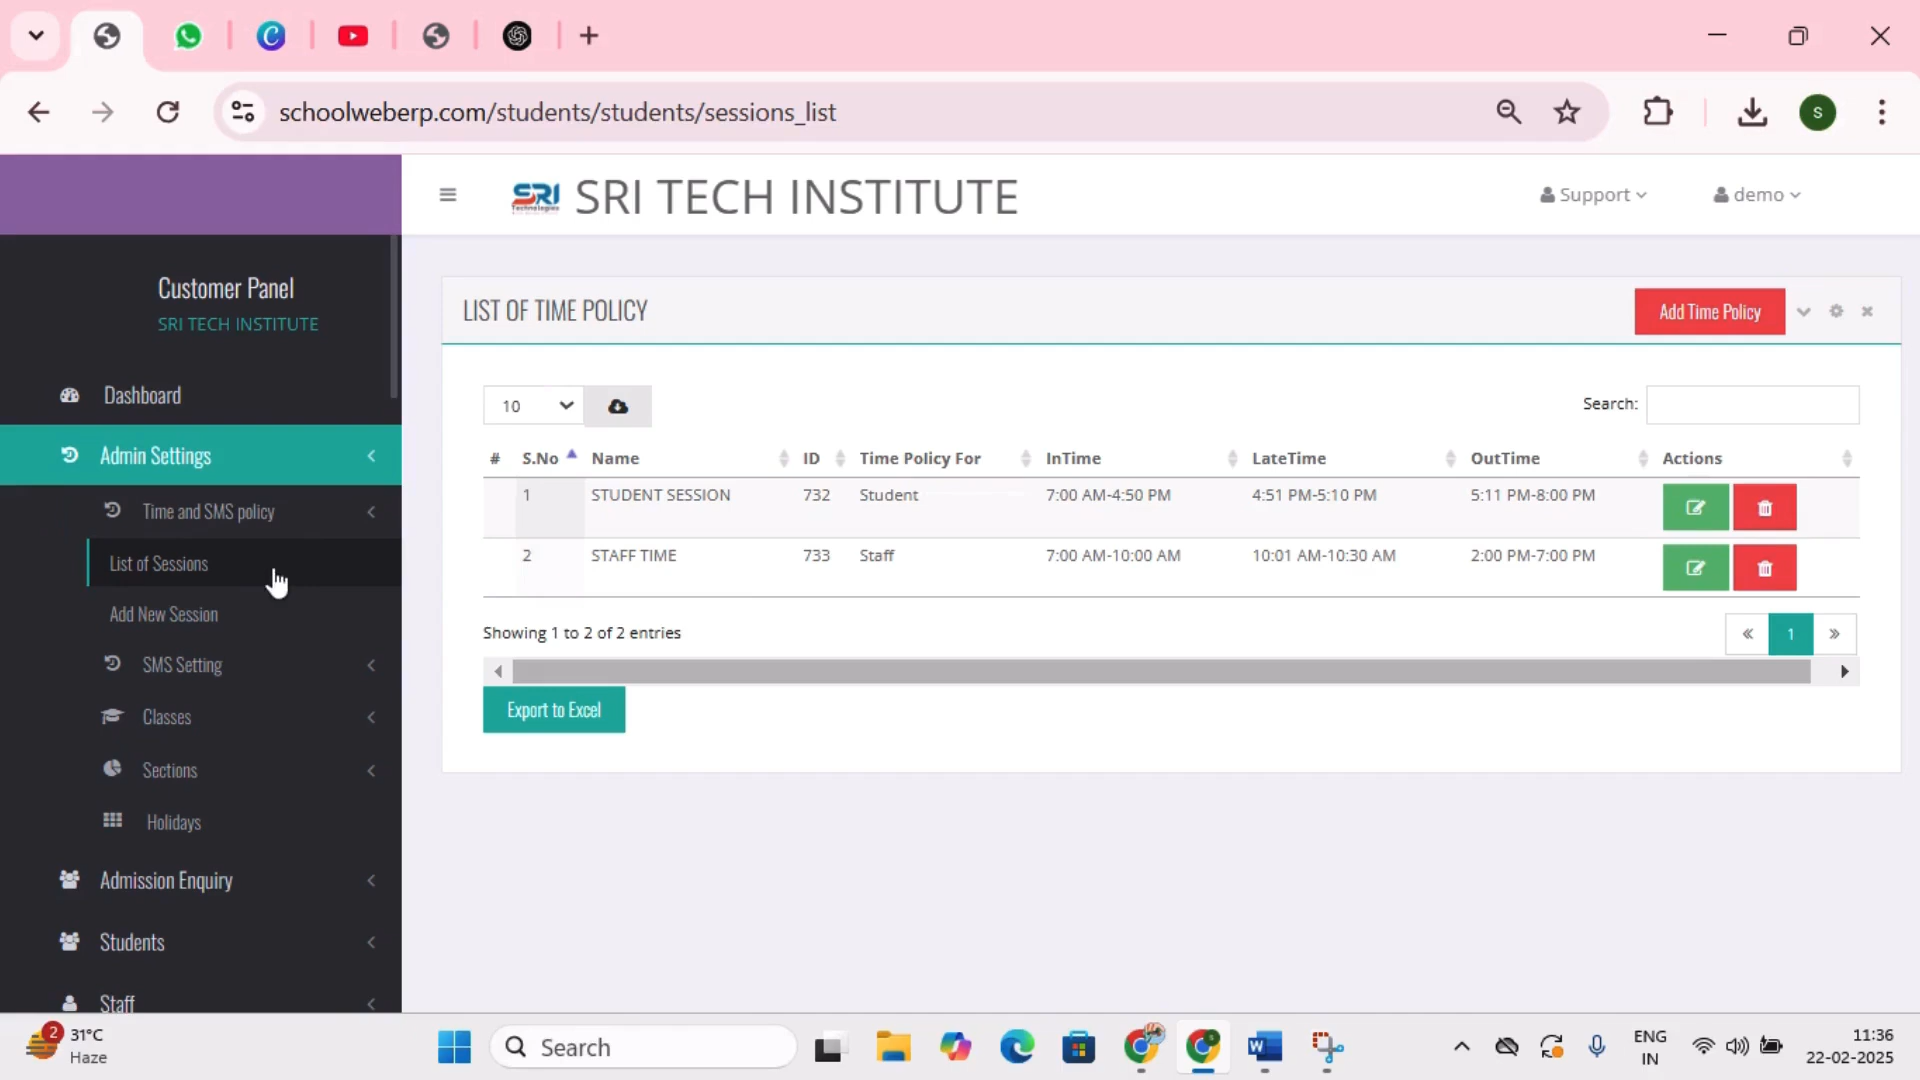 schoolweberp.com/students/students/sessions_list
S
SRI
Technologies
SRI TECH INSTITUTE
Support
demo
Customer Panel
SRI TECH INSTITUTE
Dashboard
Admin Settings
Time and SMS policy
List of Sessions
Add New Session
SMS Setting
Classes
Sections
Holidays
Admission Enquiry
Students
Staff
LIST OF TIME POLICY
Add Time Policy
10
Search:
# S.No Name ID Time Policy For InTime LateTime OutTime Actions
1 STUDENT SESSION 732 Student 7:00 AM-4:50 PM 4:51 PM-5:10 PM 5:11 PM-8:00 PM
2 STAFF TIME 733 Staff 7:00 AM-10:00 AM 10:01 AM-10:30 AM 2:00 PM-7:00 PM
Showing 1 to 2 of 2 entries
« 1 »
Export to Excel
2
31°C
Haze
Search
W
ENG
IN
11:36
22-02-2025